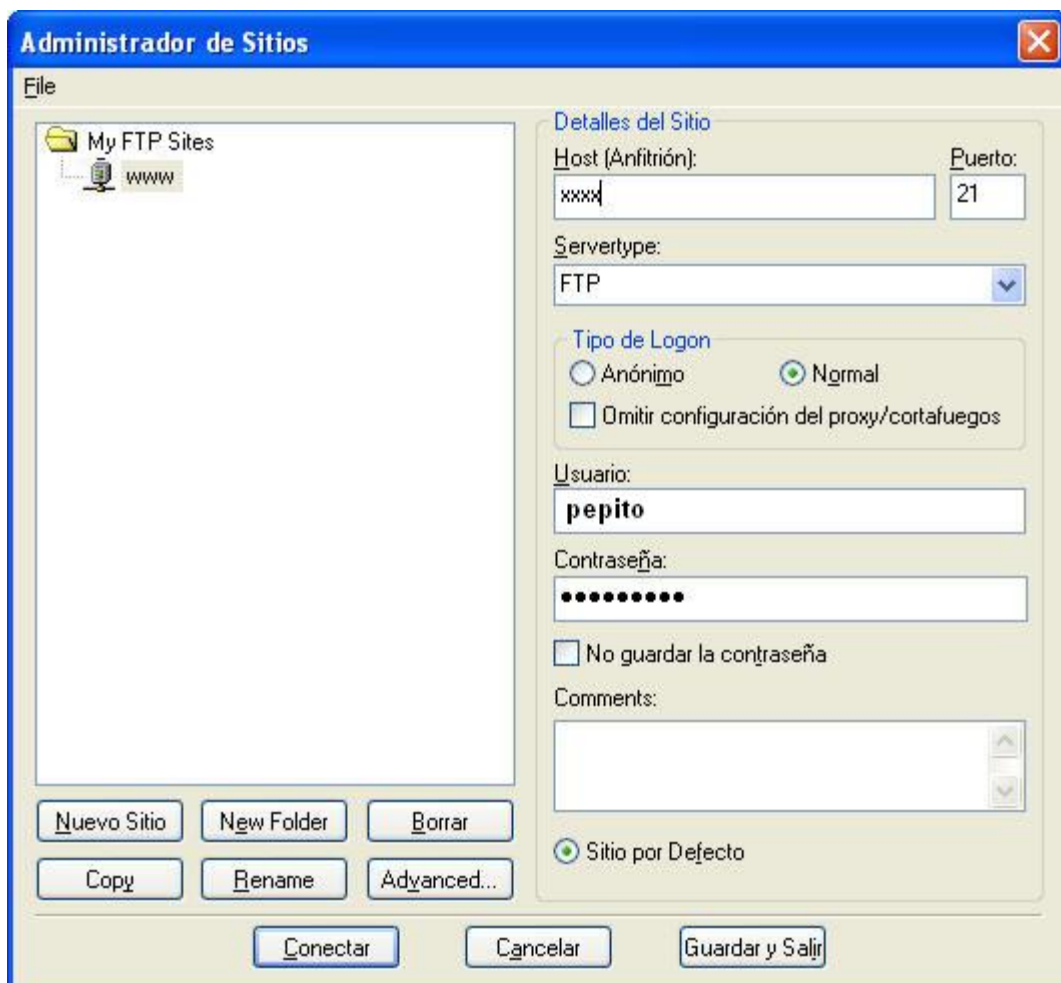 Administrador de Sitios
File
My FTP Sites
www
Detalles del Sitio
Host (Anfitrión): Puerto:
xxxx 21
Servertype:
FTP
Tipo de Logon
Anónimo Normal
Omitir configuración del proxy/cortafuegos
Usuario:
pepito
Contraseña:
•••••••••
No guardar la contraseña
Comments:
Sitio por Defecto
Nuevo Sitio New Folder Borrar
Copy Rename Advanced...
Conectar Cancelar Guardar y Salir